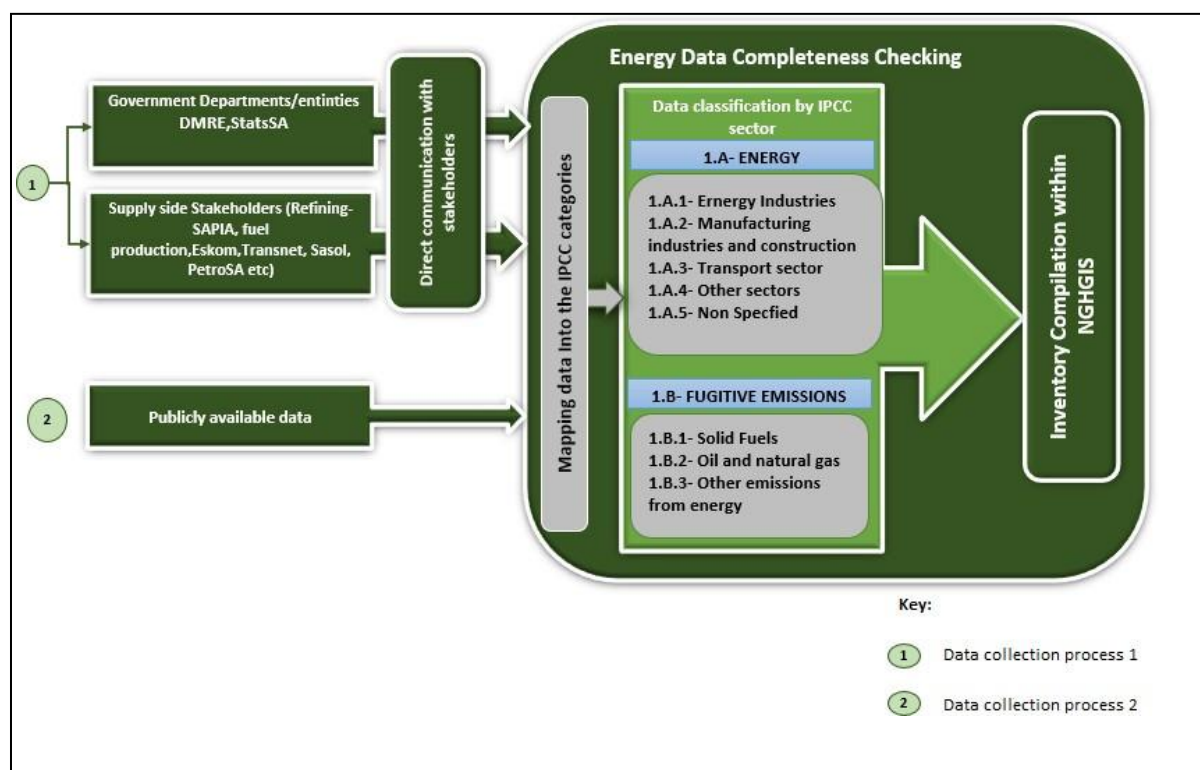 Energy Data Completeness Checking
Government Departments/entinties
DMRE,StatsSA
1
Supply side Stakeholders (Refining-
SAPIA, fuel
production,Eskom,Transnet, Sasol,
PetroSA etc)
Direct communication with
stakeholders
2
Publicly available data
Mapping data Into the IPCC categories
Data classification by IPCC
sector
1.A- ENERGY
1.A.1- Ernergy Industries
1.A.2- Manufacturing
industries and construction
1.A.3- Transport sector
1.A.4- Other sectors
1.A.5- Non Specfied
1.B- FUGITIVE EMISSIONS
1.B.1- Solid Fuels
1.B.2- Oil and natural gas
1.B.3- Other emissions
from energy
Inventory Compilation within
NGHGIS
Key:
1 Data collection process 1
2 Data collection process 2